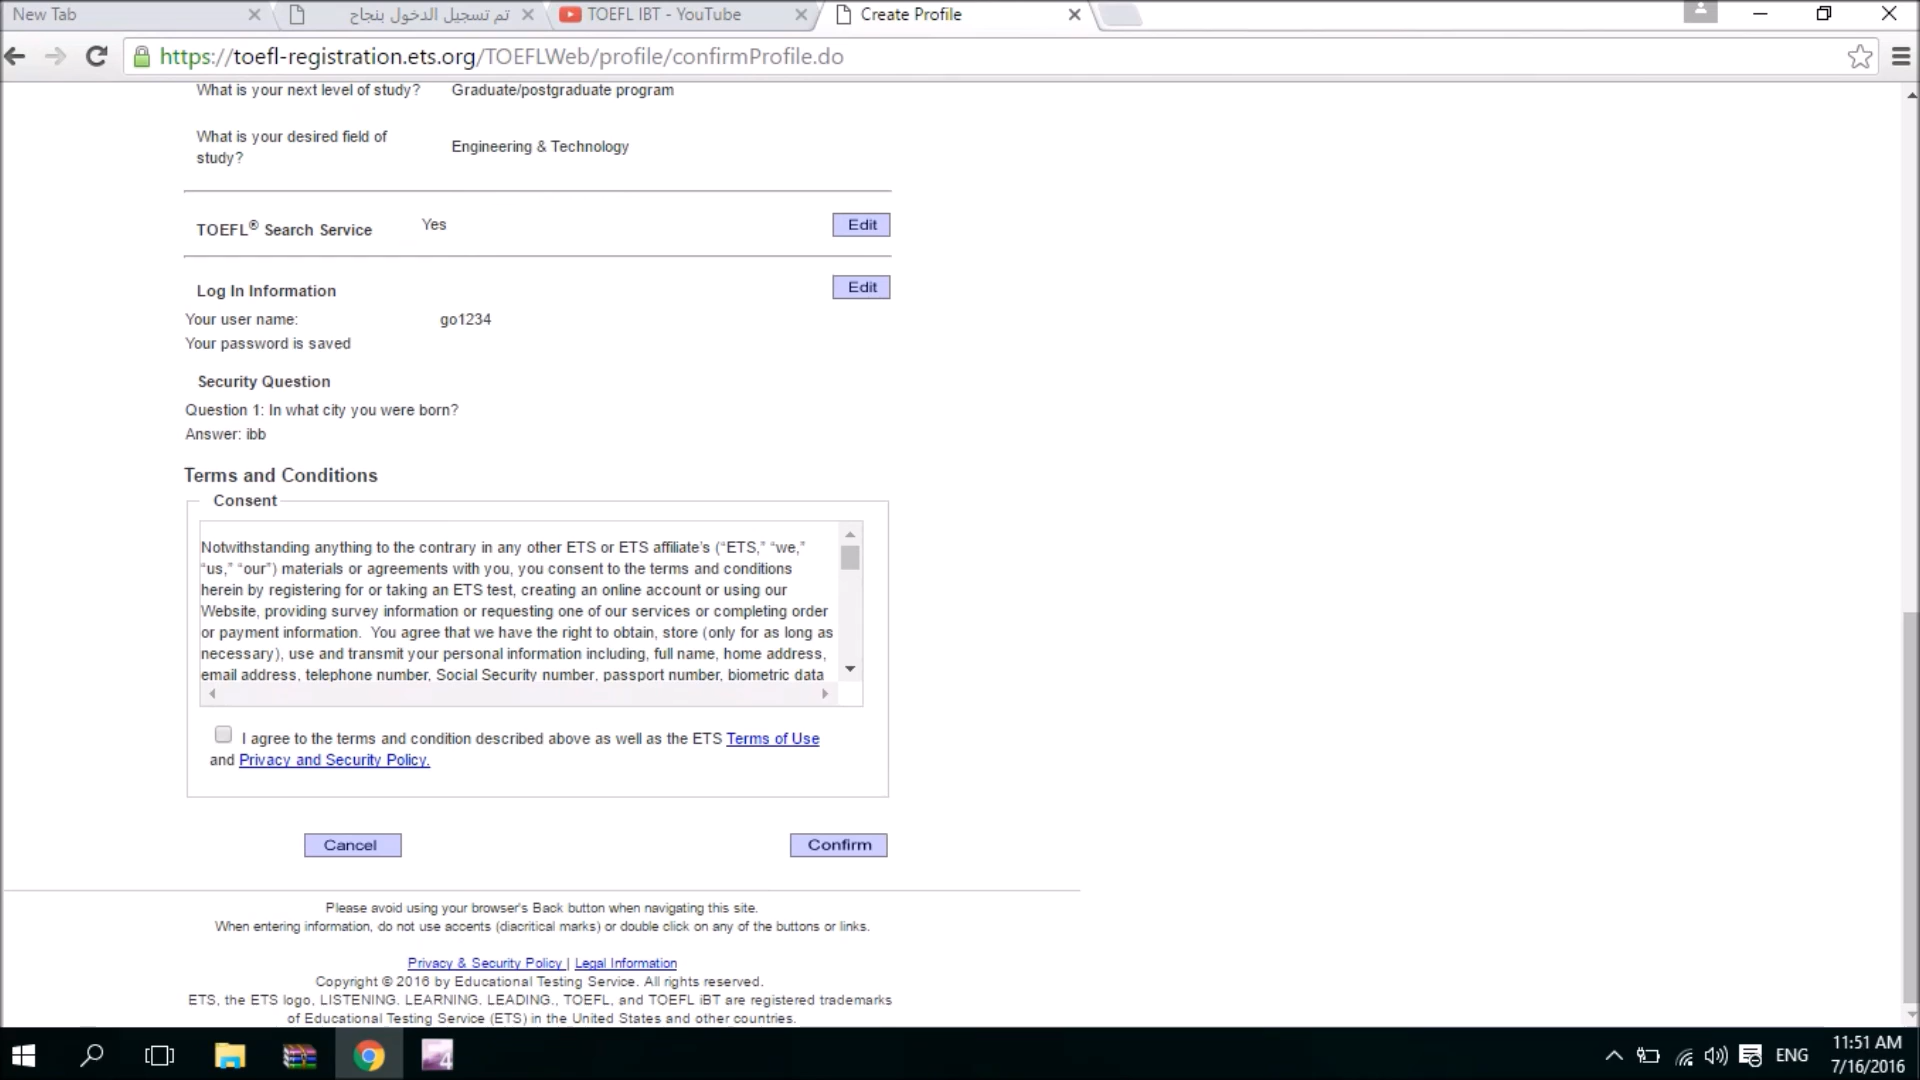 New Tab
تم تسجيل الدخول بنجاح
TOEFL IBT - YouTube
Create Profile
https://toefl-registration.ets.org/TOEFLWeb/profile/confirmProfile.do
What is your next level of study? Graduate/postgraduate program
What is your desired field of
study?
Engineering & Technology
TOEFL® Search Service Yes Edit
Log In Information Edit
Your user name: go1234
Your password is saved
Security Question
Question 1: In what city you were born?
Answer: ibb
Terms and Conditions
Consent
Notwithstanding anything to the contrary in any other ETS or ETS affiliate's (“ETS,” “we,”
“us,” “our”) materials or agreements with you, you consent to the terms and conditions
herein by registering for or taking an ETS test, creating an online account or using our
Website, providing survey information or requesting one of our services or completing order
or payment information.  You agree that we have the right to obtain, store (only for as long as
necessary), use and transmit your personal information including, full name, home address,
email address, telephone number, Social Security number, passport number, biometric data
I agree to the terms and condition described above as well as the ETS Terms of Use
and Privacy and Security Policy.
Cancel Confirm
Please avoid using your browser's Back button when navigating this site.
When entering information, do not use accents (diacritical marks) or double click on any of the buttons or links.
Privacy & Security Policy | Legal Information
Copyright © 2016 by Educational Testing Service. All rights reserved.
ETS, the ETS logo, LISTENING. LEARNING. LEADING., TOEFL, and TOEFL iBT are registered trademarks
of Educational Testing Service (ETS) in the United States and other countries.
4
ENG
11:51 AM
7/16/2016